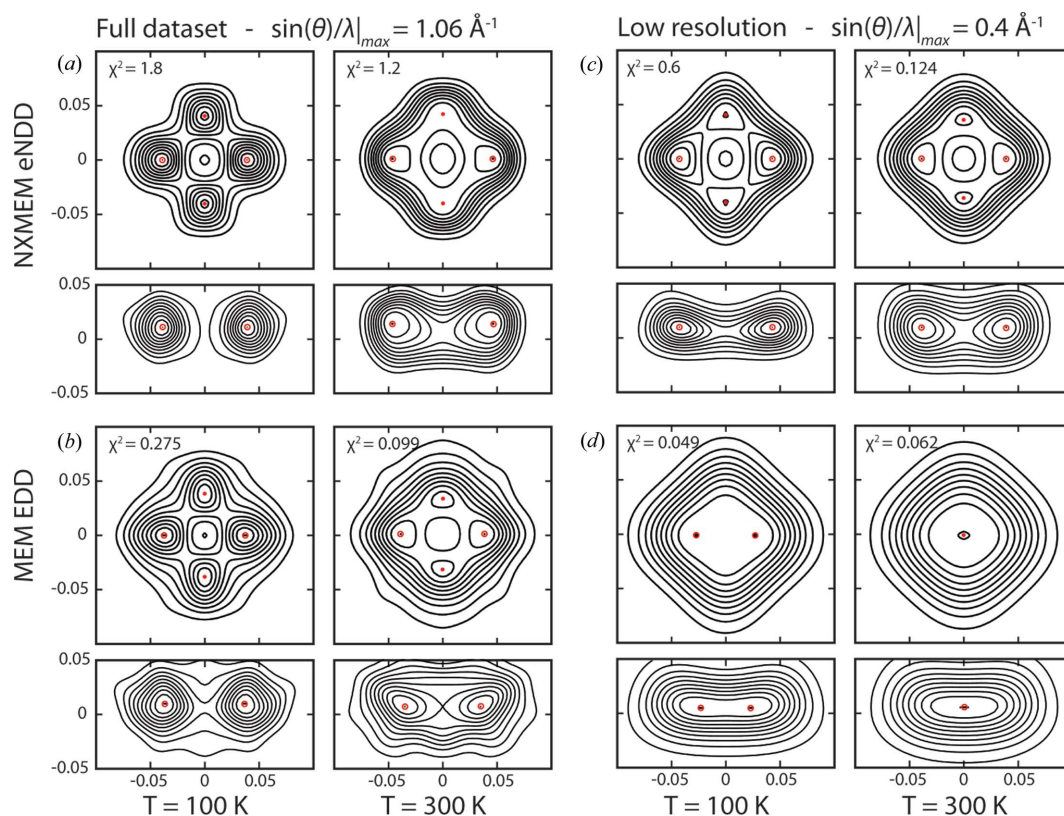 Full dataset - sin(θ)/λ|max = 1.06 Å-1
Low resolution - sin(θ)/λ|max = 0.4 Å-1
NXMEM eNDD
(a)
χ² = 1.8
χ² = 1.2
(c)
χ² = 0.6
χ² = 0.124
0.05
0
-0.05
0.05
0
-0.05
MEM EDD
(b)
χ² = 0.275
χ² = 0.099
(d)
χ² = 0.049
χ² = 0.062
0.05
0
-0.05
0.05
0
-0.05
-0.05 0 0.05
-0.05 0 0.05
-0.05 0 0.05
-0.05 0 0.05
T = 100 K
T = 300 K
T = 100 K
T = 300 K